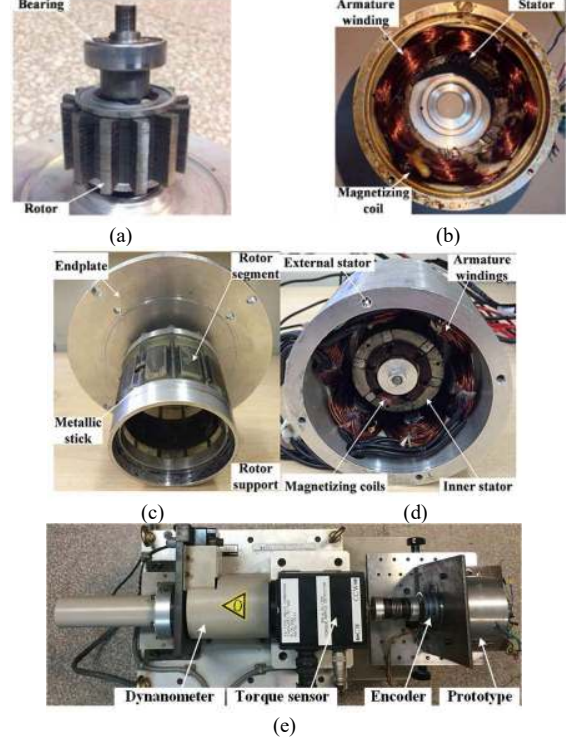 Bearing
Rotor
(a)
Armature
winding
Stator
Magnetizing
coil
(b)
Endplate
Rotor
segment
Metallic
stick
Rotor
support
(c)
External stator
Armature
windings
Magnetizing coils
Inner stator
(d)
Dynanometer
Torque sensor
Encoder
Prototype
(e)